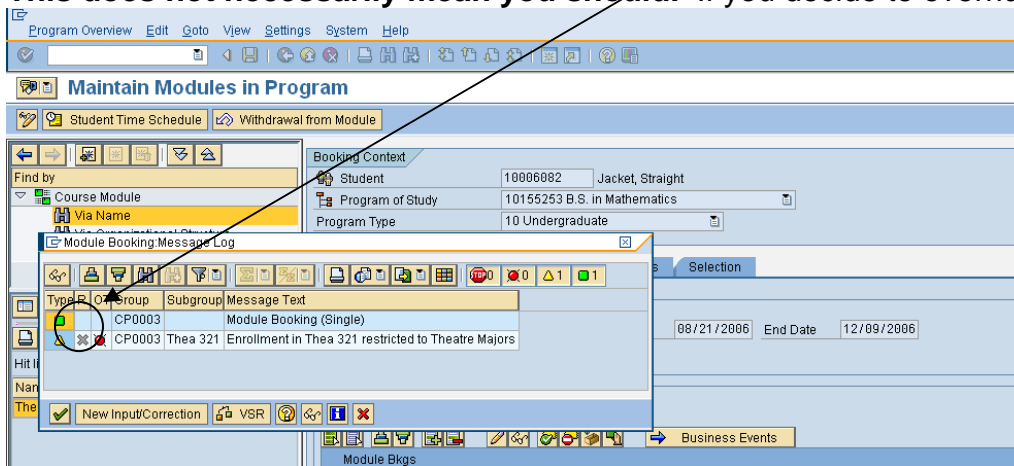 This does not necessarily mean you should. If you decide to
Program Overview Edit Goto View Settings System Help
Maintain Modules in Program
Student Time Schedule Withdrawal from Module
Find by
Course Module
Via Name
Booking Context
Student 10006082 Jacket, Straight
Program of Study 10155253 B.S. in Mathematics
Program Type 10 Undergraduate
Module Booking:Message Log
Selection
0 0 1 1
Type Group Subgroup Message Text
CP0003 Module Booking (Single)
CP0003 Thea 321 Enrollment in Thea 321 restricted to Theatre Majors
08/21/2006 End Date 12/09/2006
New Input/Correction VSR
Business Events
Module Bkgs